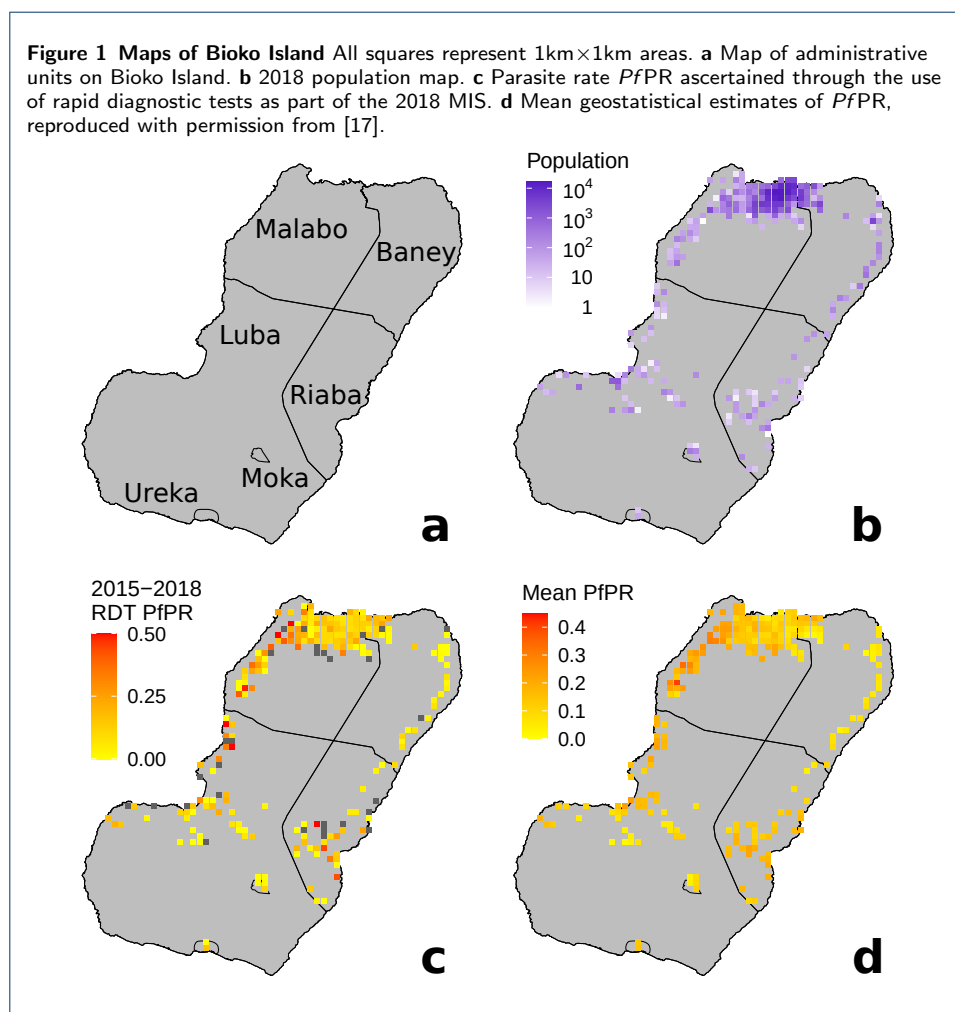 Figure 1 Maps of Bioko Island All squares represent 1km×1km areas. a Map of administrative
units on Bioko Island. b 2018 population map. c Parasite rate PfPR ascertained through the use
of rapid diagnostic tests as part of the 2018 MIS. d Mean geostatistical estimates of PfPR,
reproduced with permission from [17].
Malabo
Baney
Luba
Riaba
Moka
Ureka
a
Population
10⁴
10³
10²
10
1
b
2015−2018
RDT PfPR
0.50
0.25
0.00
c
Mean PfPR
0.4
0.3
0.2
0.1
0.0
d